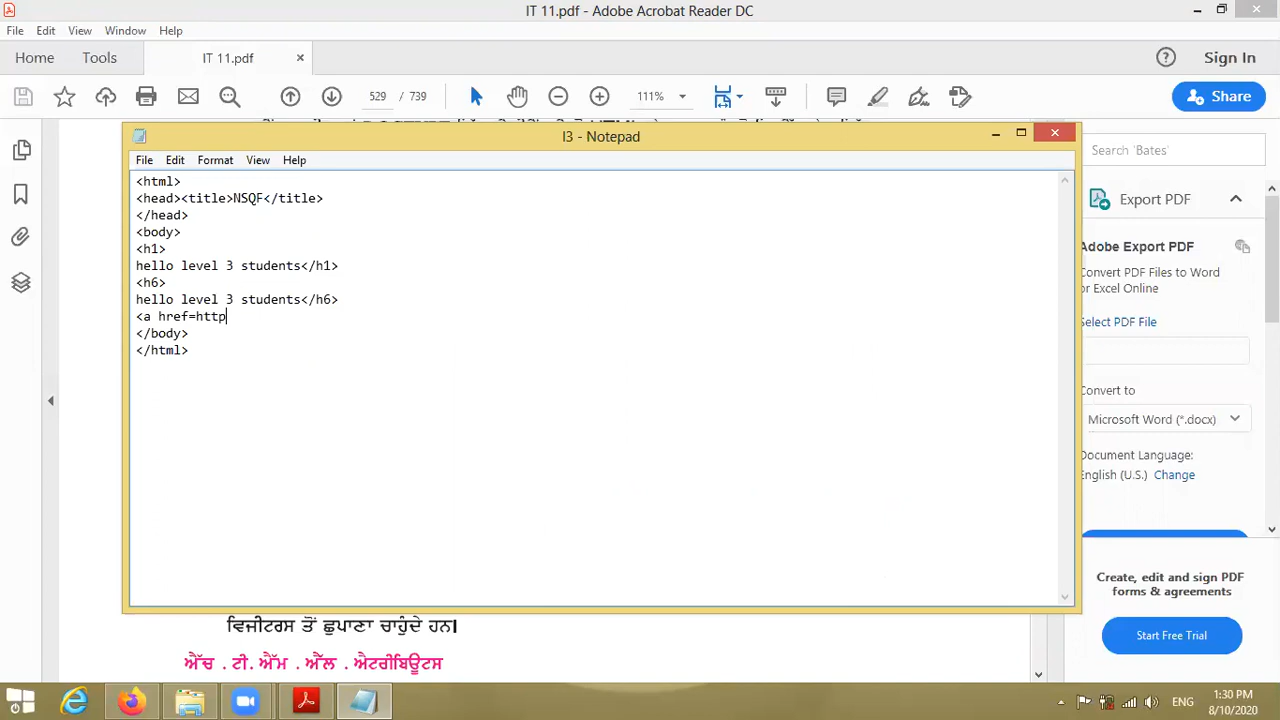 IT 11.pdf - Adobe Acrobat Reader DC
File Edit View Window Help
Home Tools IT 11.pdf × ? Sign In
529 / 739 111% Share
I3 - Notepad
File Edit Format View Help
<html>
<head><title>NSQF</title>
</head>
<body>
<h1>
hello level 3 students</h1>
<h6>
hello level 3 students</h6>
<a href=http
</body>
</html>
Search 'Bates'
Export PDF
Adobe Export PDF
Convert PDF Files to Word
or Excel Online
Select PDF File
Convert to
Microsoft Word (*.docx)
Document Language:
English (U.S.) Change
Create, edit and sign PDF
forms & agreements
Start Free Trial
ਵਿਜੀਟਰਸ ਤੋਂ ਛੁਪਾਣਾ ਚਾਹੁੰਦੇ ਹਨ।
ਐੱਚ . ਟੀ. ਐੱਮ . ਐੱਲ . ਐਟਰੀਬਿਊਟਸ
ENG
1:30 PM
8/10/2020